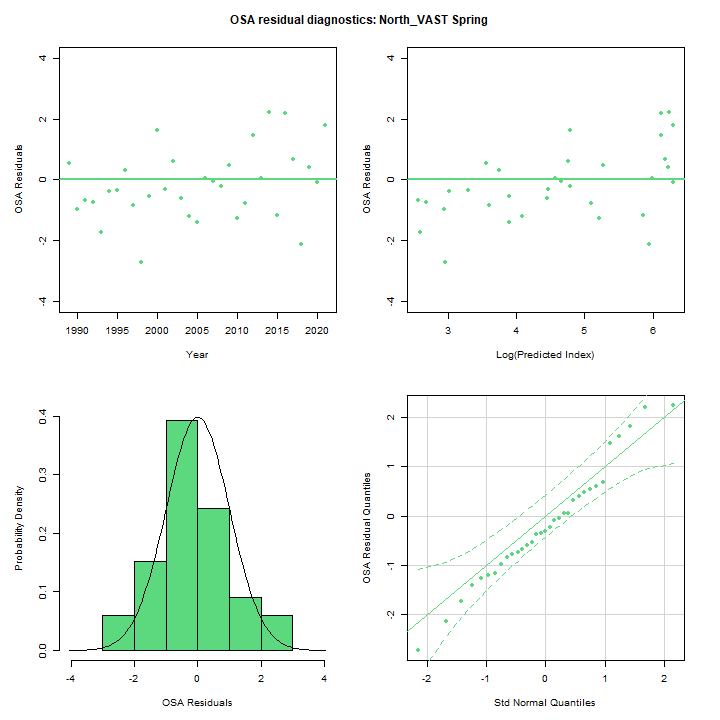 OSA residual diagnostics: North_VAST Spring
OSA Residuals
4
2
0
-2
-4
1990 1995 2000 2005 2010 2015 2020
Year
OSA Residuals
4
2
0
-2
-4
3 4 5 6
Log(Predicted Index)
Probability Density
0.4
0.3
0.2
0.1
0.0
-4 -2 0 2 4
OSA Residuals
OSA Residual Quantiles
2
1
0
-1
-2
-2 -1 0 1 2
Std Normal Quantiles